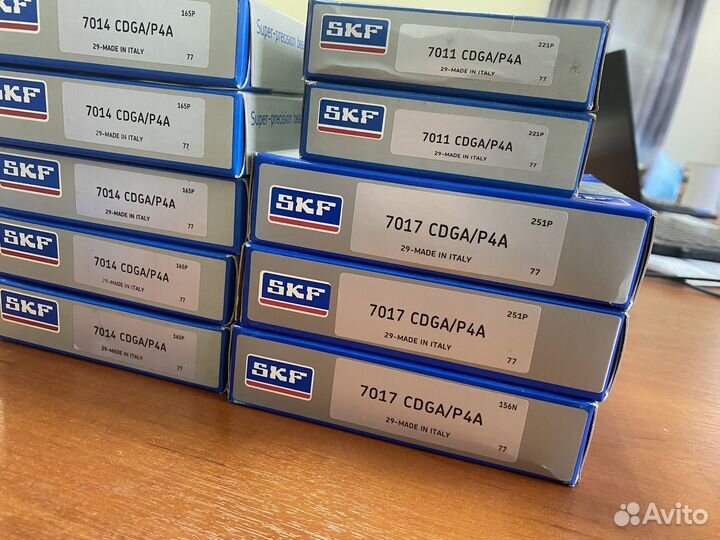 165P
7014 CDGA/P4A
29-MADE IN ITALY
77
Super-precision
SKF
165P
7014 CDGA/P4A
29-MADE IN ITALY
77
Super-precision
SKF
165P
7014 CDGA/P4A
29-MADE IN ITALY
77
SKF
165P
7014 CDGA/P4A
29-MADE IN ITALY
77
SKF
165P
7014 CDGA/P4A
29-MADE IN ITALY
77
SKF
221P
7011 CDGA/P4A
29-MADE IN ITALY
77
SKF
221P
7011 CDGA/P4A
29-MADE IN ITALY
77
SKF
251P
7017 CDGA/P4A
29-MADE IN ITALY
77
SKF
251P
7017 CDGA/P4A
29-MADE IN ITALY
77
SKF
156N
7017 CDGA/P4A
29-MADE IN ITALY
77
Avito